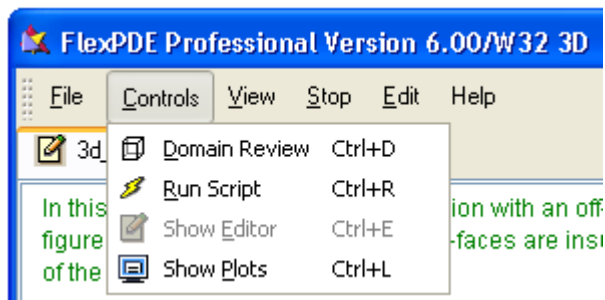 FlexPDE Professional Version 6.00/W32 3D
File Controls View Stop Edit Help
3d_
Domain Review Ctrl+D
Run Script Ctrl+R
Show Editor Ctrl+E
Show Plots Ctrl+L
In this ion with an off
figure -faces are insu
of the